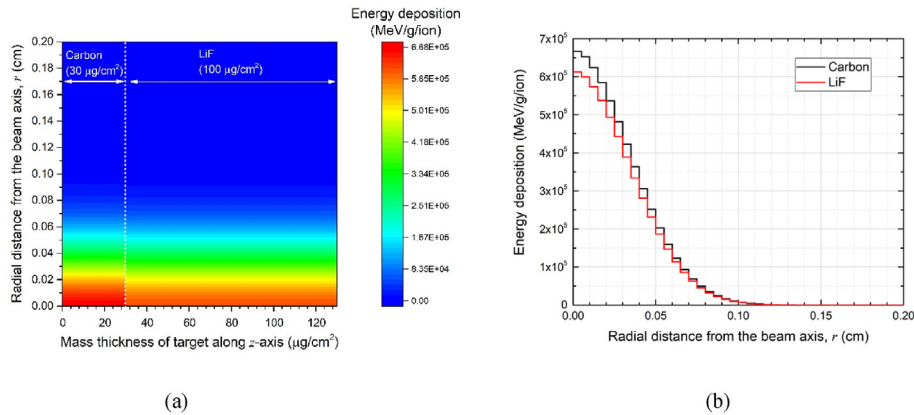 Energy deposition
(MeV/g/ion)
Carbon
(30 μg/cm²)
LiF
(100 μg/cm²)
0.20
0.18
0.16
0.14
0.12
0.10
0.08
0.06
0.04
0.02
0.00
Radial distance from the beam axis, r (cm)
0 20 40 60 80 100 120
Mass thickness of target along z-axis (μg/cm²)
6.68E+05
5.85E+05
5.01E+05
4.18E+05
3.34E+05
2.51E+05
1.67E+05
8.35E+04
0.00
(a)
7x10⁵
6x10⁵
5x10⁵
4x10⁵
3x10⁵
2x10⁵
1x10⁵
0
Energy deposition (MeV/g/ion)
Carbon
LiF
0.00 0.05 0.10 0.15 0.20
Radial distance from the beam axis, r (cm)
(b)